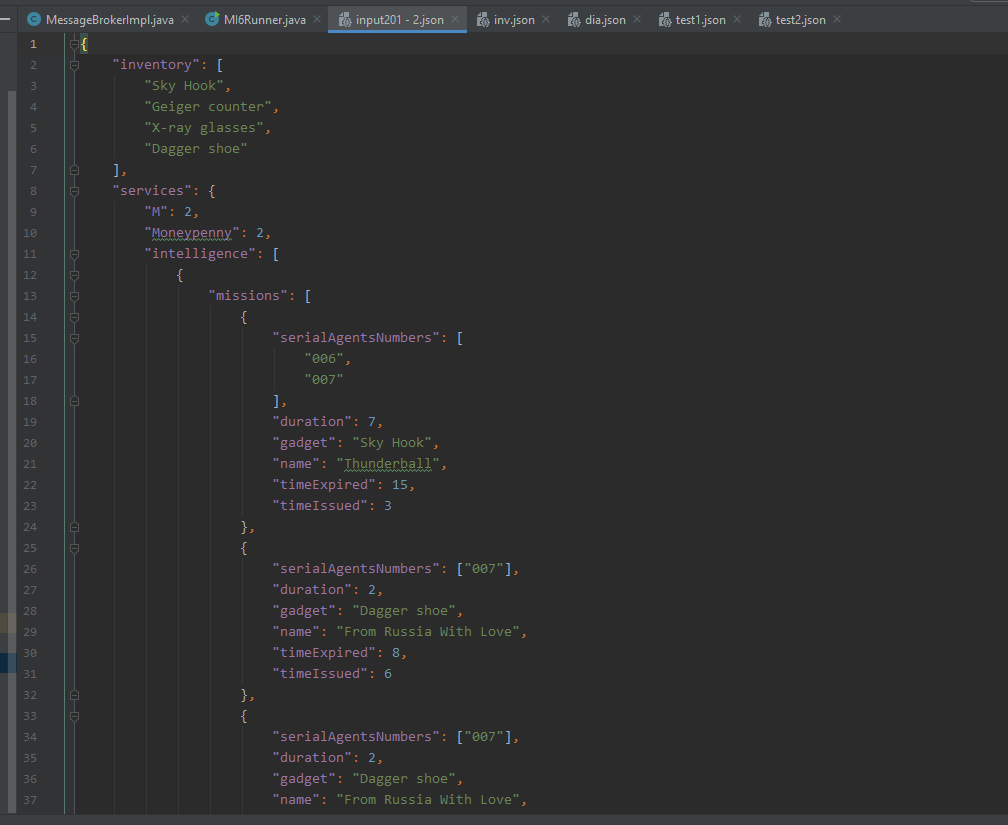 MessageBrokerImpl.java MI6Runner.java input201 - 2.json inv.json dia.json test1.json test2.json
1 {
2 "inventory": [
3 "Sky Hook",
4 "Geiger counter",
5 "X-ray glasses",
6 "Dagger shoe"
7 ],
8 "services": {
9 "M": 2,
10 "Moneypenny": 2,
11 "intelligence": [
12 {
13 "missions": [
14 {
15 "serialAgentsNumbers": [
16 "006",
17 "007"
18 ],
19 "duration": 7,
20 "gadget": "Sky Hook",
21 "name": "Thunderball",
22 "timeExpired": 15,
23 "timeIssued": 3
24 },
25 {
26 "serialAgentsNumbers": ["007"],
27 "duration": 2,
28 "gadget": "Dagger shoe",
29 "name": "From Russia With Love",
30 "timeExpired": 8,
31 "timeIssued": 6
32 },
33 {
34 "serialAgentsNumbers": ["007"],
35 "duration": 2,
36 "gadget": "Dagger shoe",
37 "name": "From Russia With Love",